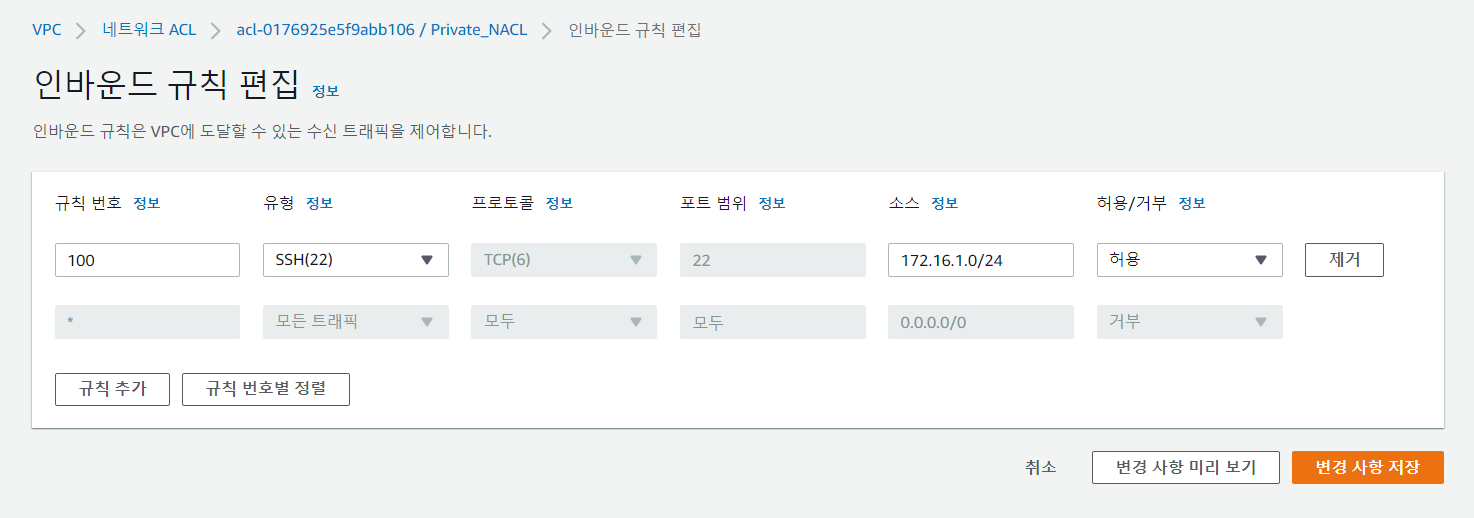 VPC > 네트워크 ACL > acl-0176925e5f9abb106 / Private_NACL > 인바운드 규칙 편집
인바운드 규칙 편집 정보
인바운드 규칙은 VPC에 도달할 수 있는 수신 트래픽을 제어합니다.
규칙 번호 정보 유형 정보 프로토콜 정보 포트 범위 정보 소스 정보 허용/거부 정보
100 SSH(22) TCP(6) 22 172.16.1.0/24 허용 제거
* 모든 트래픽 모두 모두 0.0.0.0/0 거부
규칙 추가 규칙 번호별 정렬
취소 변경 사항 미리 보기 변경 사항 저장